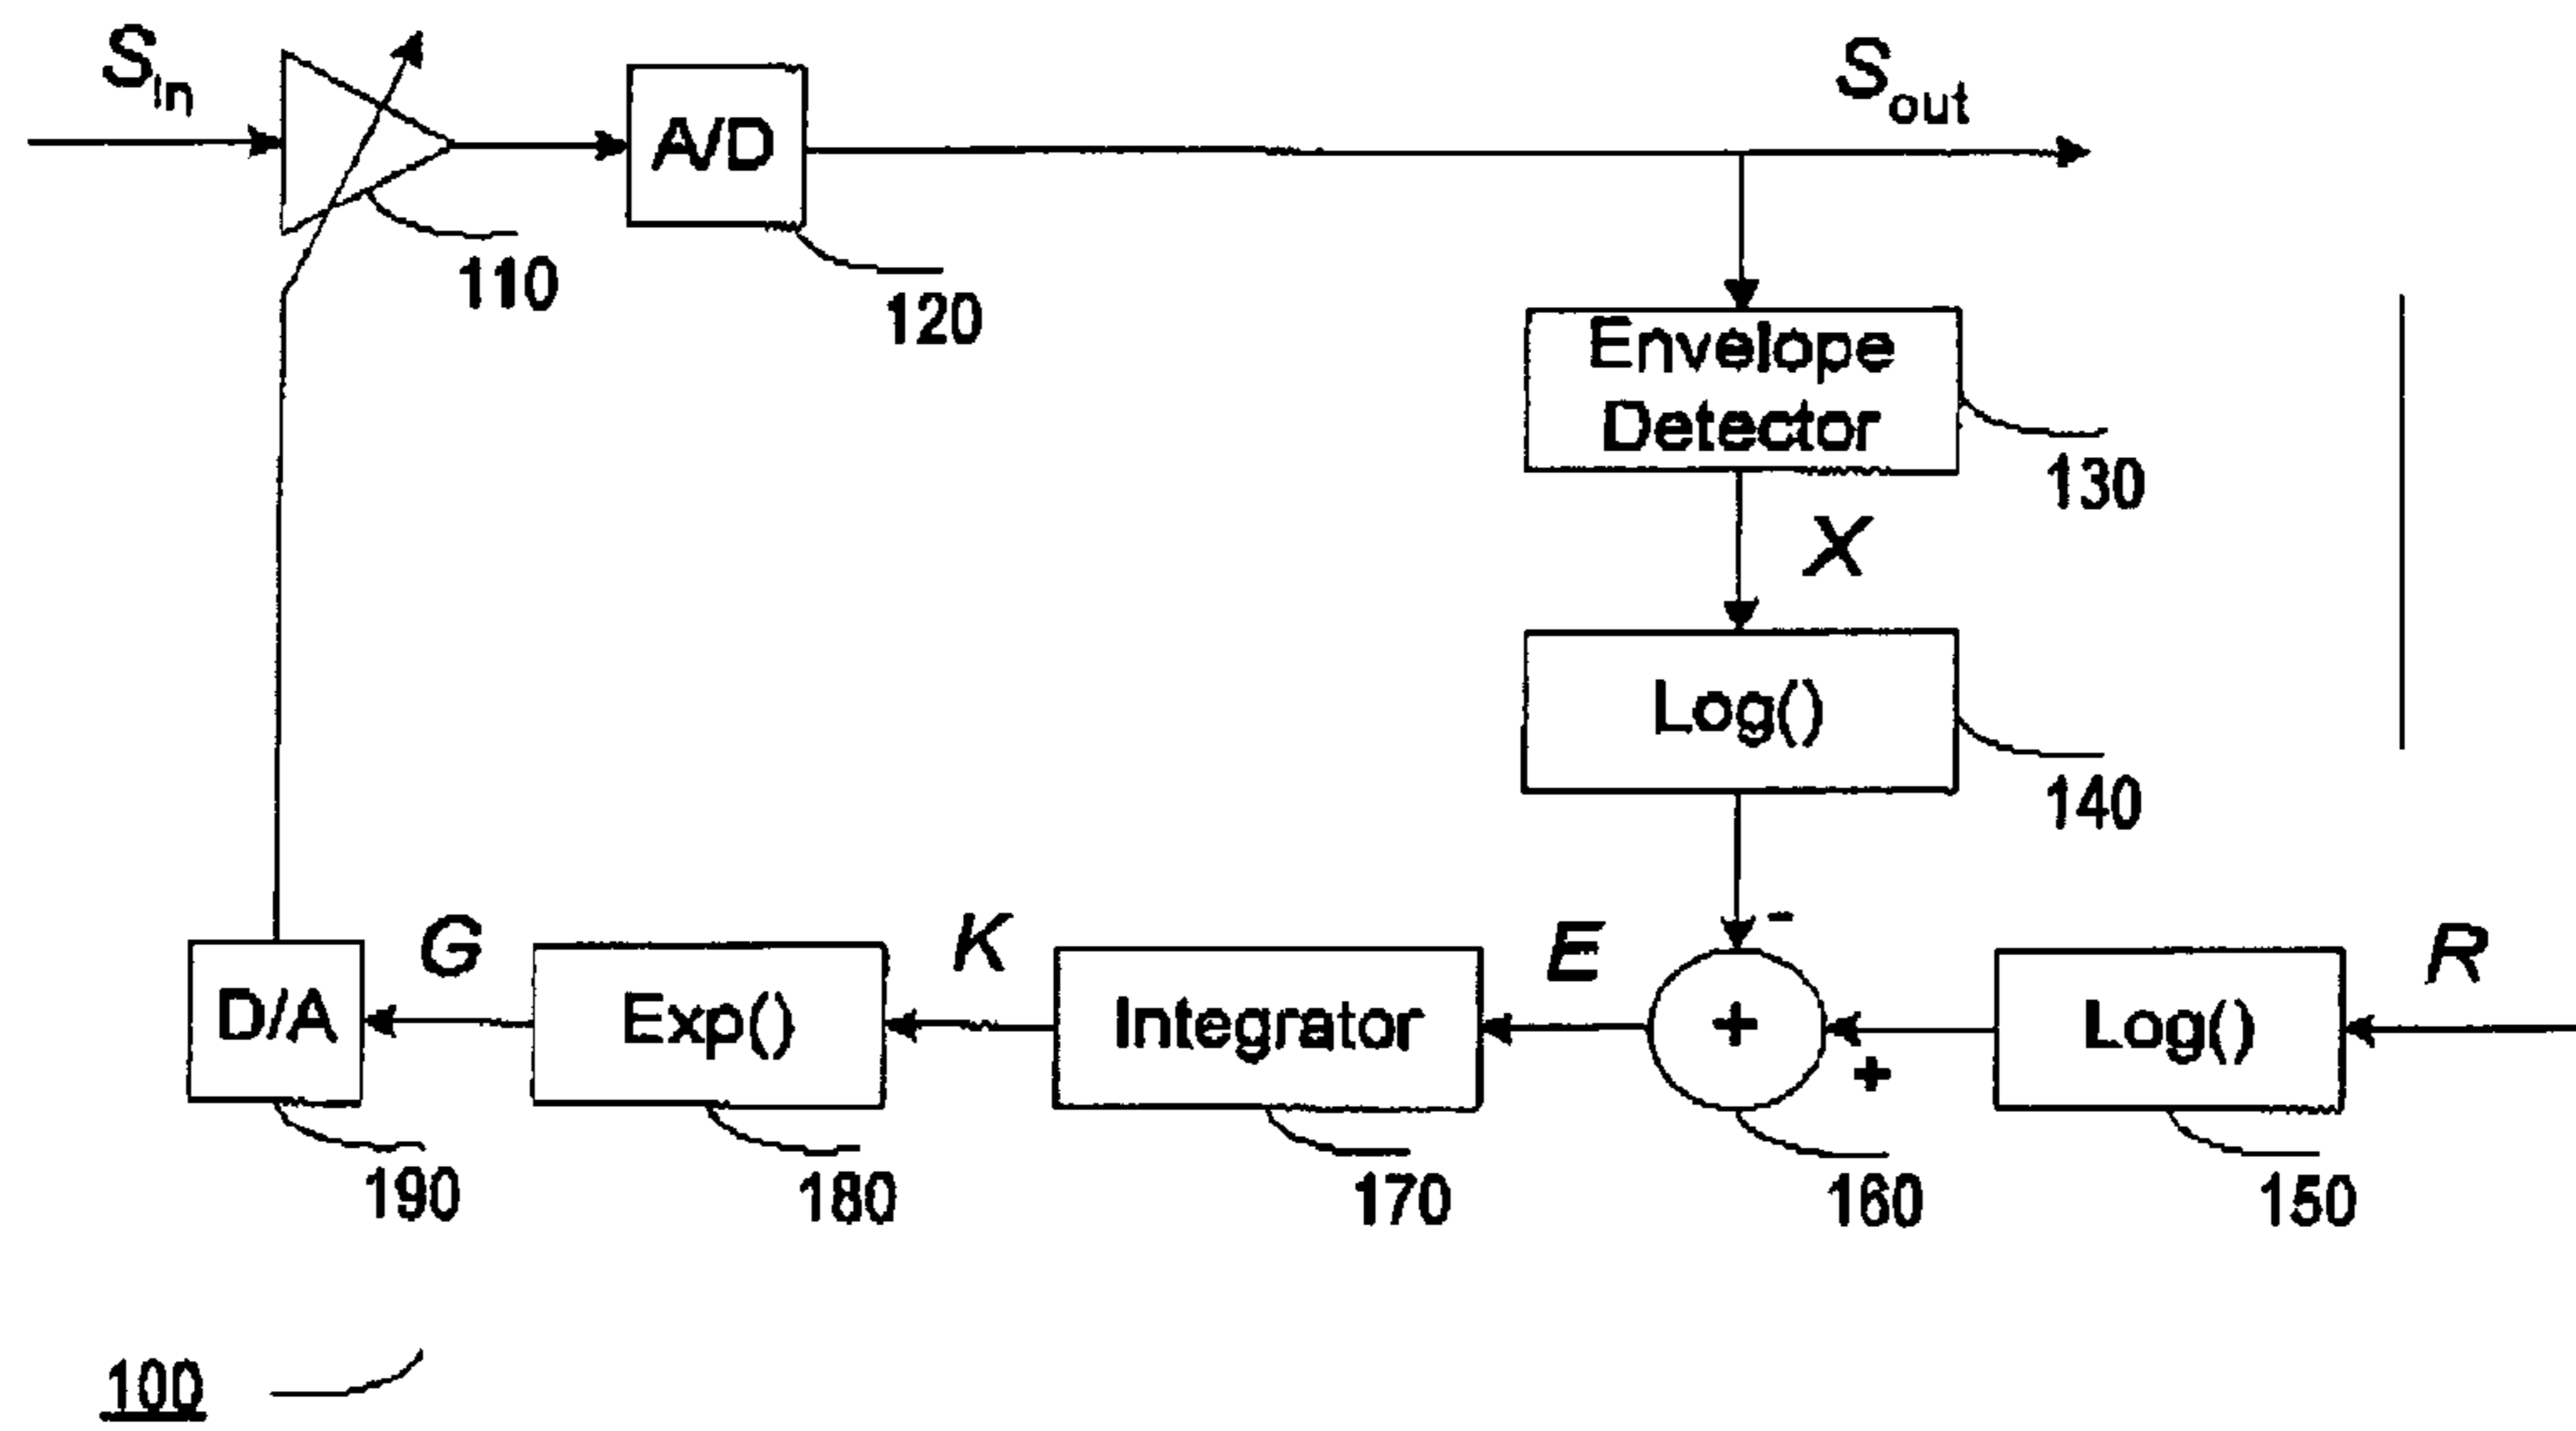 S_in
A/D
S_out
110
120
Envelope
Detector
130
X
Log()
140
-
G
K
E
R
D/A
Exp()
Integrator
+
Log()
+
190
180
170
160
150
100